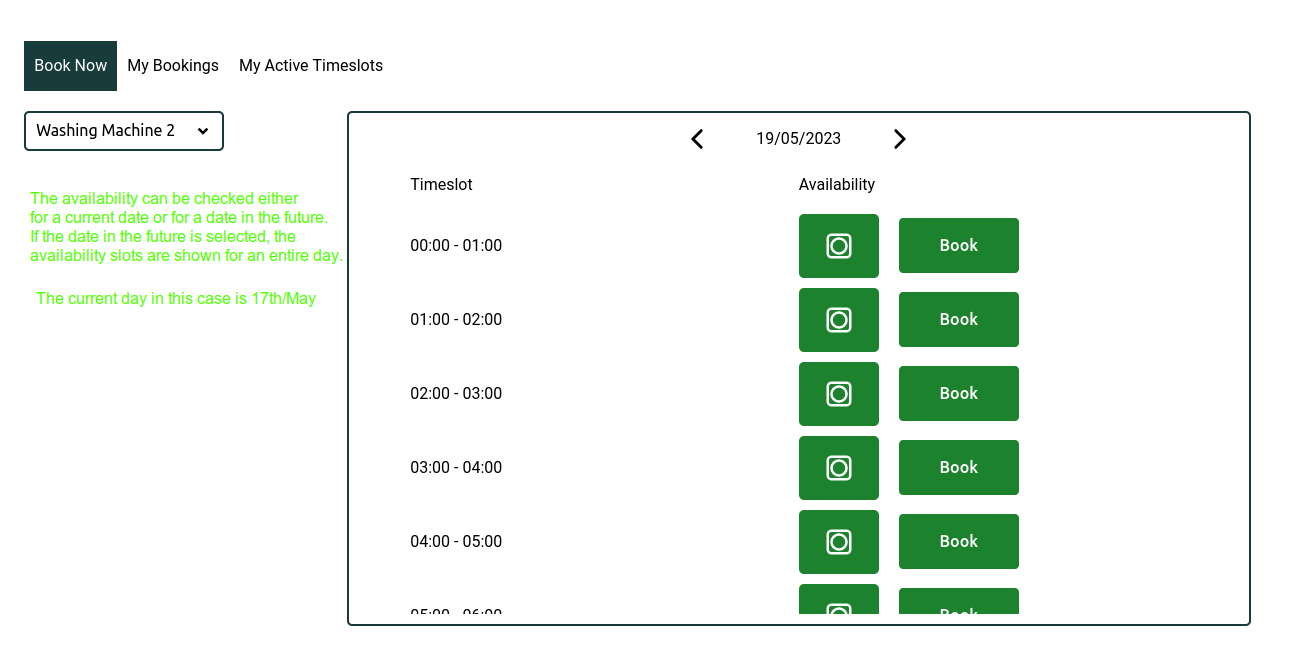 Book Now My Bookings My Active Timeslots
Washing Machine 2
19/05/2023
The availability can be checked either
for a current date or for a date in the future.
If the date in the future is selected, the
availability slots are shown for an entire day.
The current day in this case is 17th/May
Timeslot Availability
00:00 - 01:00 Book
01:00 - 02:00 Book
02:00 - 03:00 Book
03:00 - 04:00 Book
04:00 - 05:00 Book
05:00 - 06:00 Book